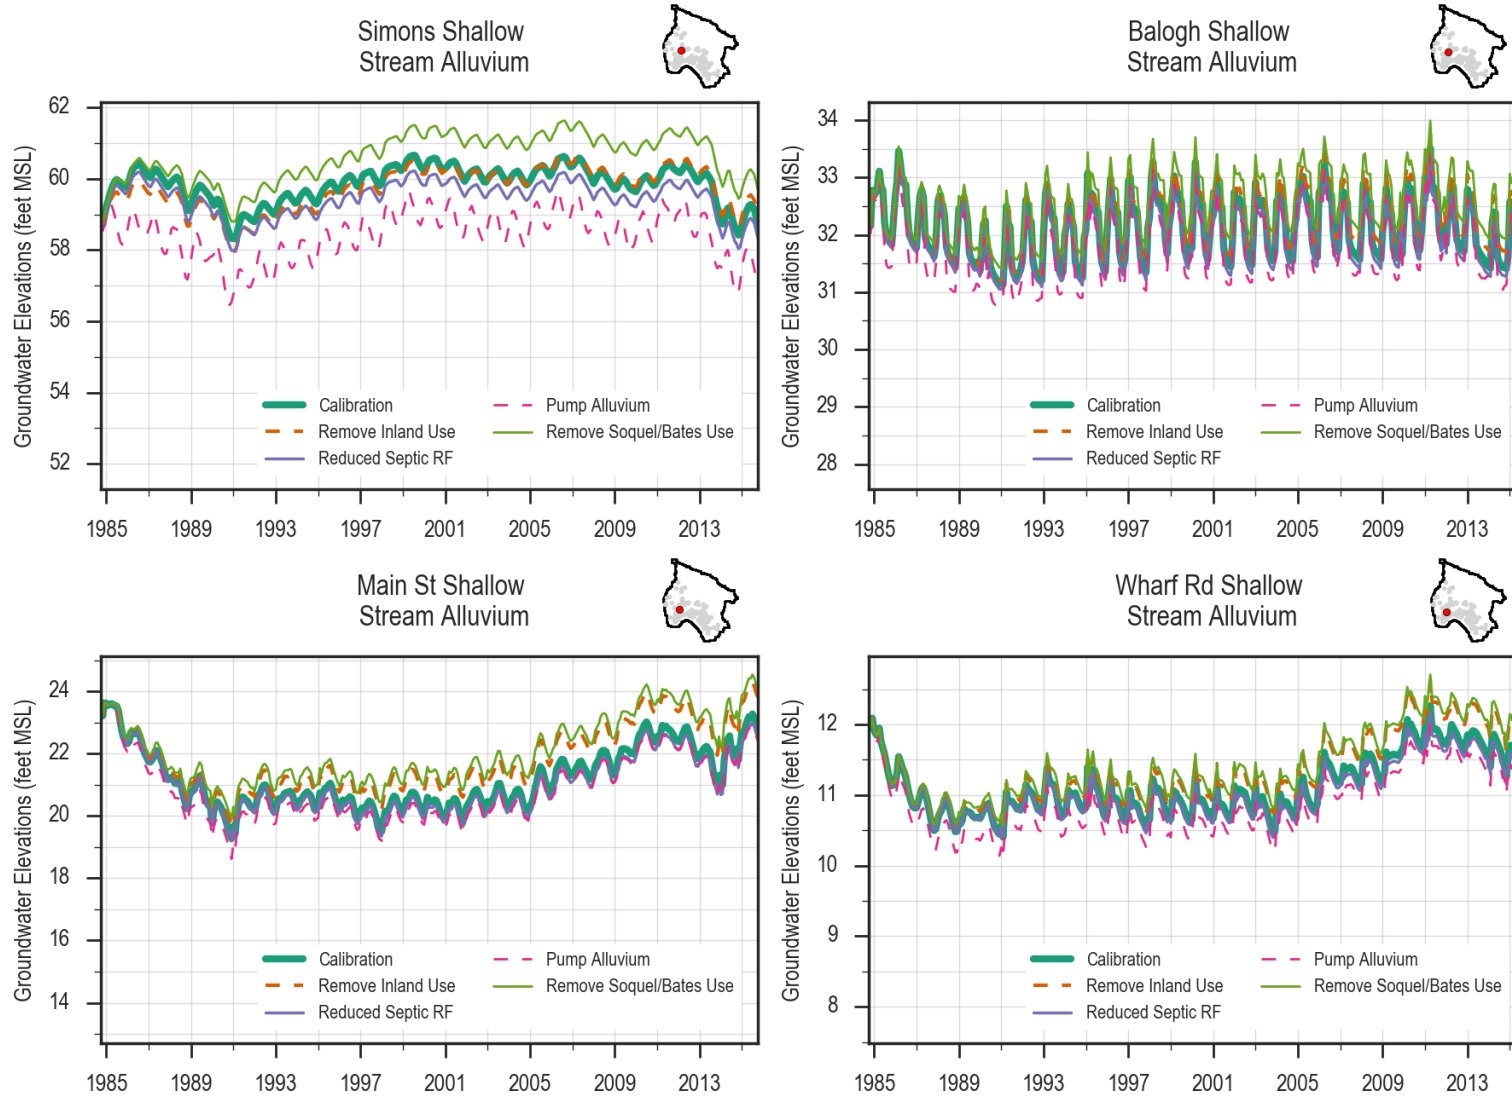 Simons Shallow
Stream Alluvium
Groundwater Elevations (feet MSL)
62
60
58
56
54
52
Calibration
Remove Inland Use
Reduced Septic RF
Pump Alluvium
Remove Soquel/Bates Use
1985 1989 1993 1997 2001 2005 2009 2013
Balogh Shallow
Stream Alluvium
Groundwater Elevations (feet MSL)
34
33
32
31
30
29
28
Calibration
Remove Inland Use
Reduced Septic RF
Pump Alluvium
Remove Soquel/Bates Use
1985 1989 1993 1997 2001 2005 2009 2013
Main St Shallow
Stream Alluvium
Groundwater Elevations (feet MSL)
24
22
20
18
16
14
Calibration
Remove Inland Use
Reduced Septic RF
Pump Alluvium
Remove Soquel/Bates Use
1985 1989 1993 1997 2001 2005 2009 2013
Wharf Rd Shallow
Stream Alluvium
Groundwater Elevations (feet MSL)
12
11
10
9
8
Calibration
Remove Inland Use
Reduced Septic RF
Pump Alluvium
Remove Soquel/Bates Use
1985 1989 1993 1997 2001 2005 2009 2013